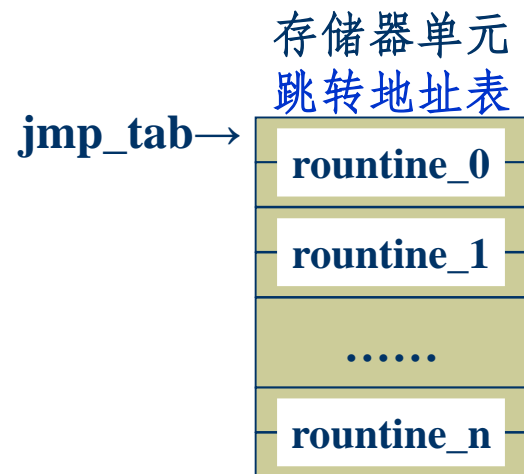 存储器单元
跳转地址表
jmp_tab→
rountine_0
rountine_1
……
rountine_n